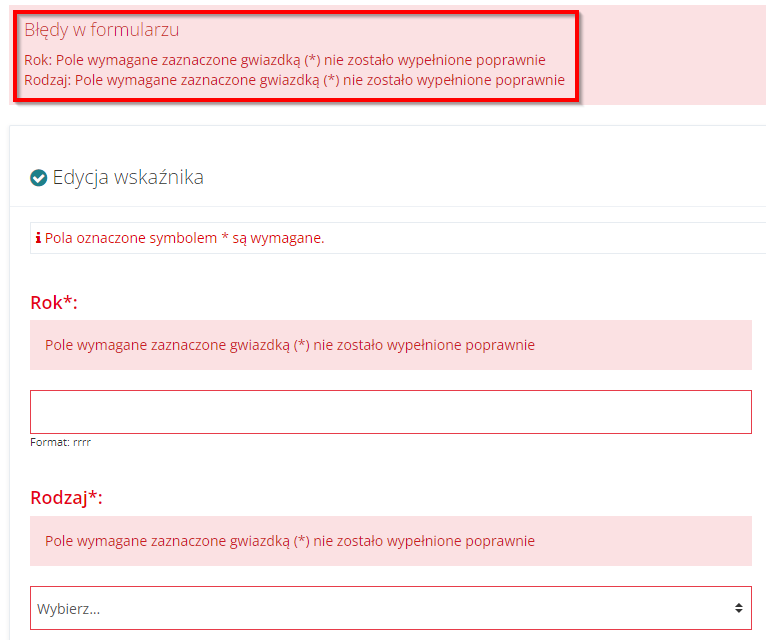 Błędy w formularzu
Rok: Pole wymagane zaznaczone gwiazdką (*) nie zostało wypełnione poprawnie
Rodzaj: Pole wymagane zaznaczone gwiazdką (*) nie zostało wypełnione poprawnie
Edycja wskaźnika
Pola oznaczone symbolem * są wymagane.
Rok*:
Pole wymagane zaznaczone gwiazdką (*) nie zostało wypełnione poprawnie
Format: rrrr
Rodzaj*:
Pole wymagane zaznaczone gwiazdką (*) nie zostało wypełnione poprawnie
Wybierz...